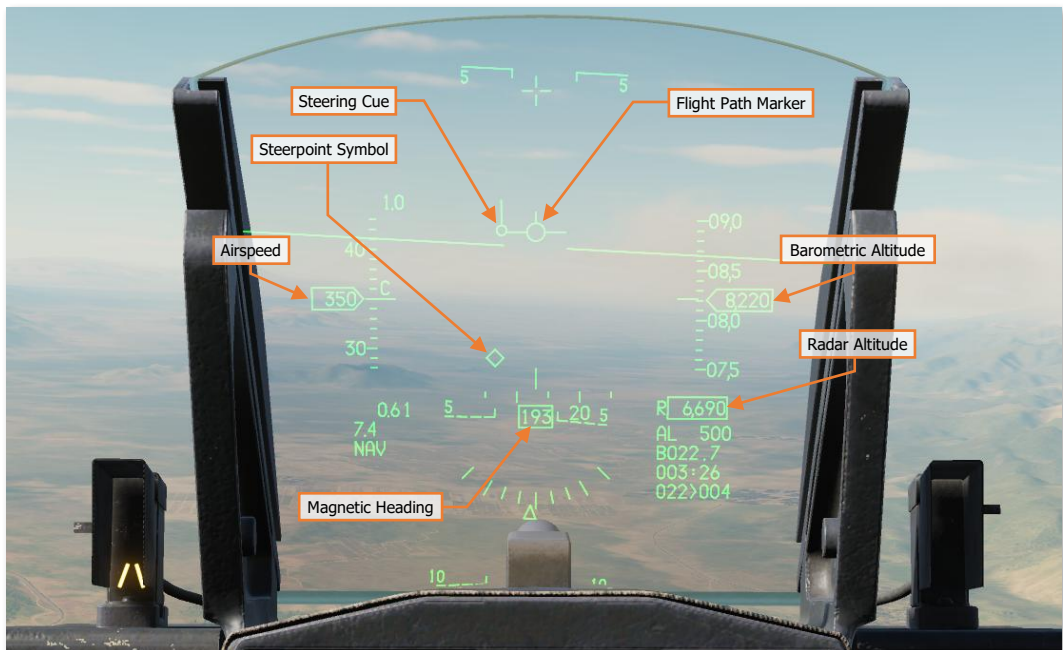 5
5
Steering Cue
Flight Path Marker
Steerpoint Symbol
1.0
09,0
Airspeed
40
Barometric Altitude
08,5
350
C
8220
08,0
30
Radar Altitude
07,5
0.61
5
193
20
5
R 6,690
7.4
NAV
AL 500
B022.7
003:26
022>004
Magnetic Heading
10
10